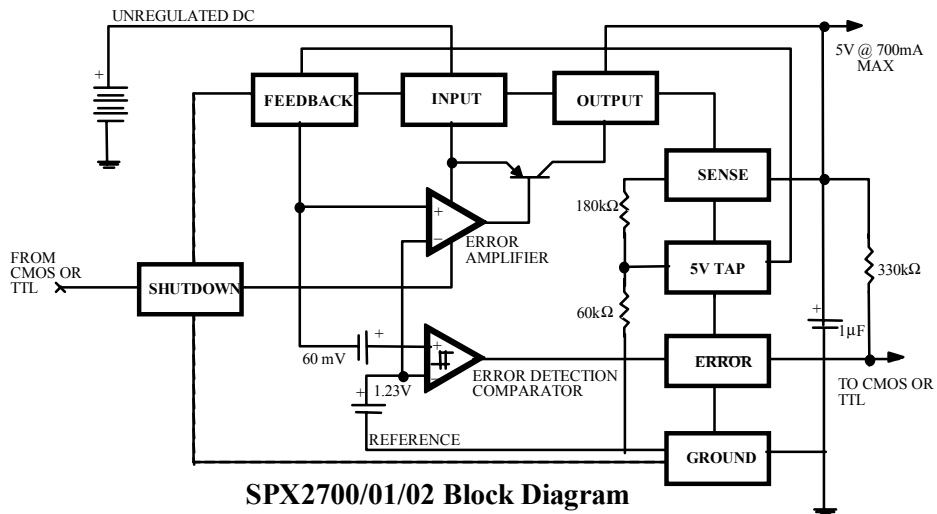 UNREGULATED DC
5V @ 700mA
MAX
+
FEEDBACK
INPUT
OUTPUT
SENSE
180kΩ
+
−
ERROR
AMPLIFIER
FROM
CMOS OR
TTL
SHUTDOWN
5V TAP
330kΩ
60kΩ
+
1µF
+
60 mV
+
−
ERROR
1.23V
ERROR DETECTION
COMPARATOR
TO CMOS OR
TTL
+
REFERENCE
GROUND
SPX2700/01/02 Block Diagram